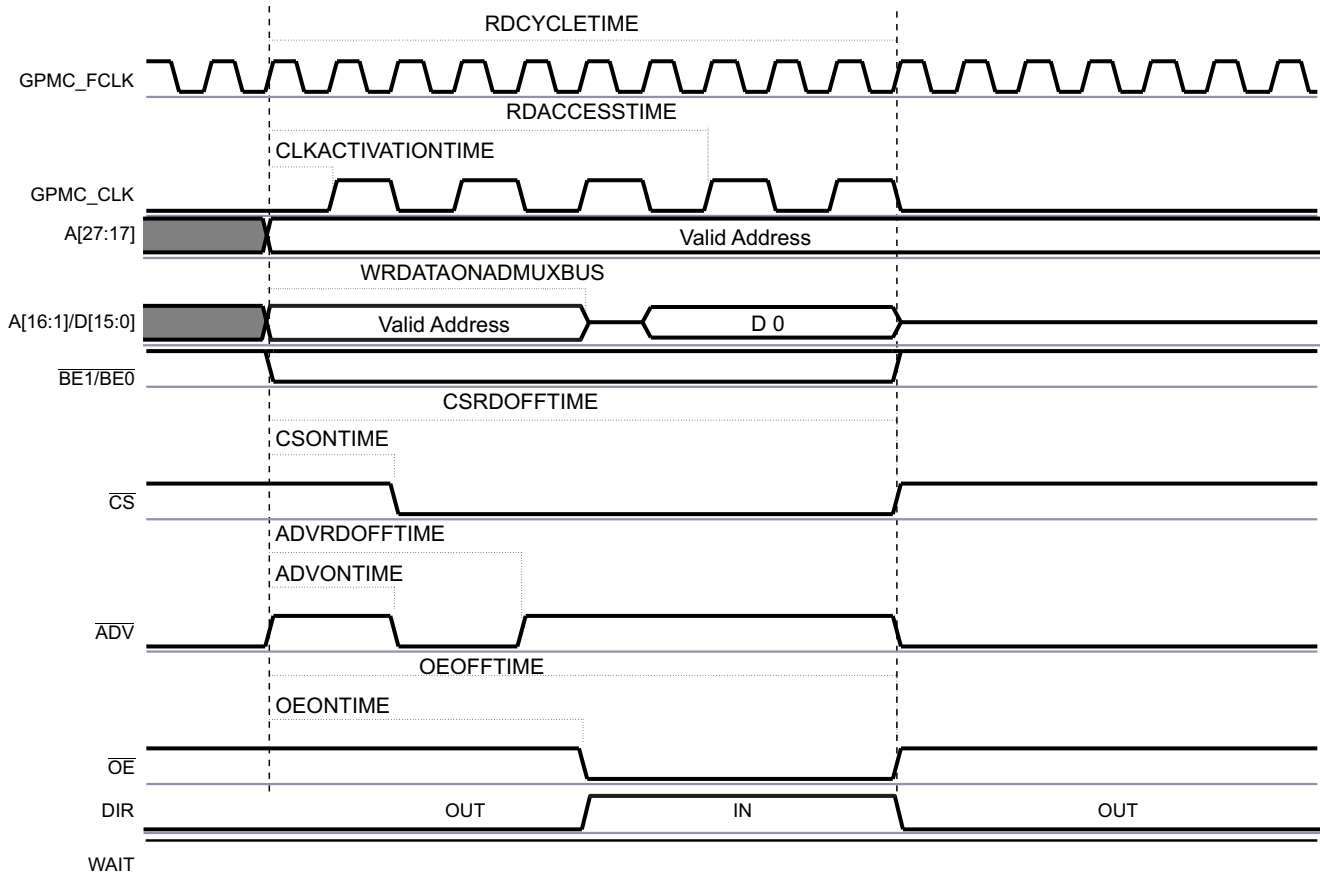 RDCYCLETIME
GPMC_FCLK
RDACCESSTIME
CLKACTIVATIONTIME
GPMC_CLK
A[27:17]
Valid Address
WRDATAONADMUXBUS
A[16:1]/D[15:0]
Valid Address
D 0
BE1/BE0
CSRDOFFTIME
CSONTIME
CS
ADVRDOFFTIME
ADVONTIME
ADV
OEOFFTIME
OEONTIME
OE
DIR
OUT
IN
OUT
WAIT